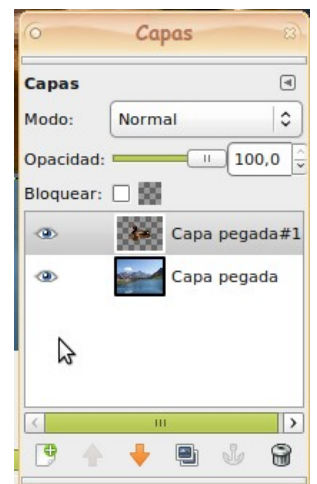 Capas
Capas
Modo: Normal
Opacidad: 100,0
Bloquear:
Capa pegada#1
Capa pegada